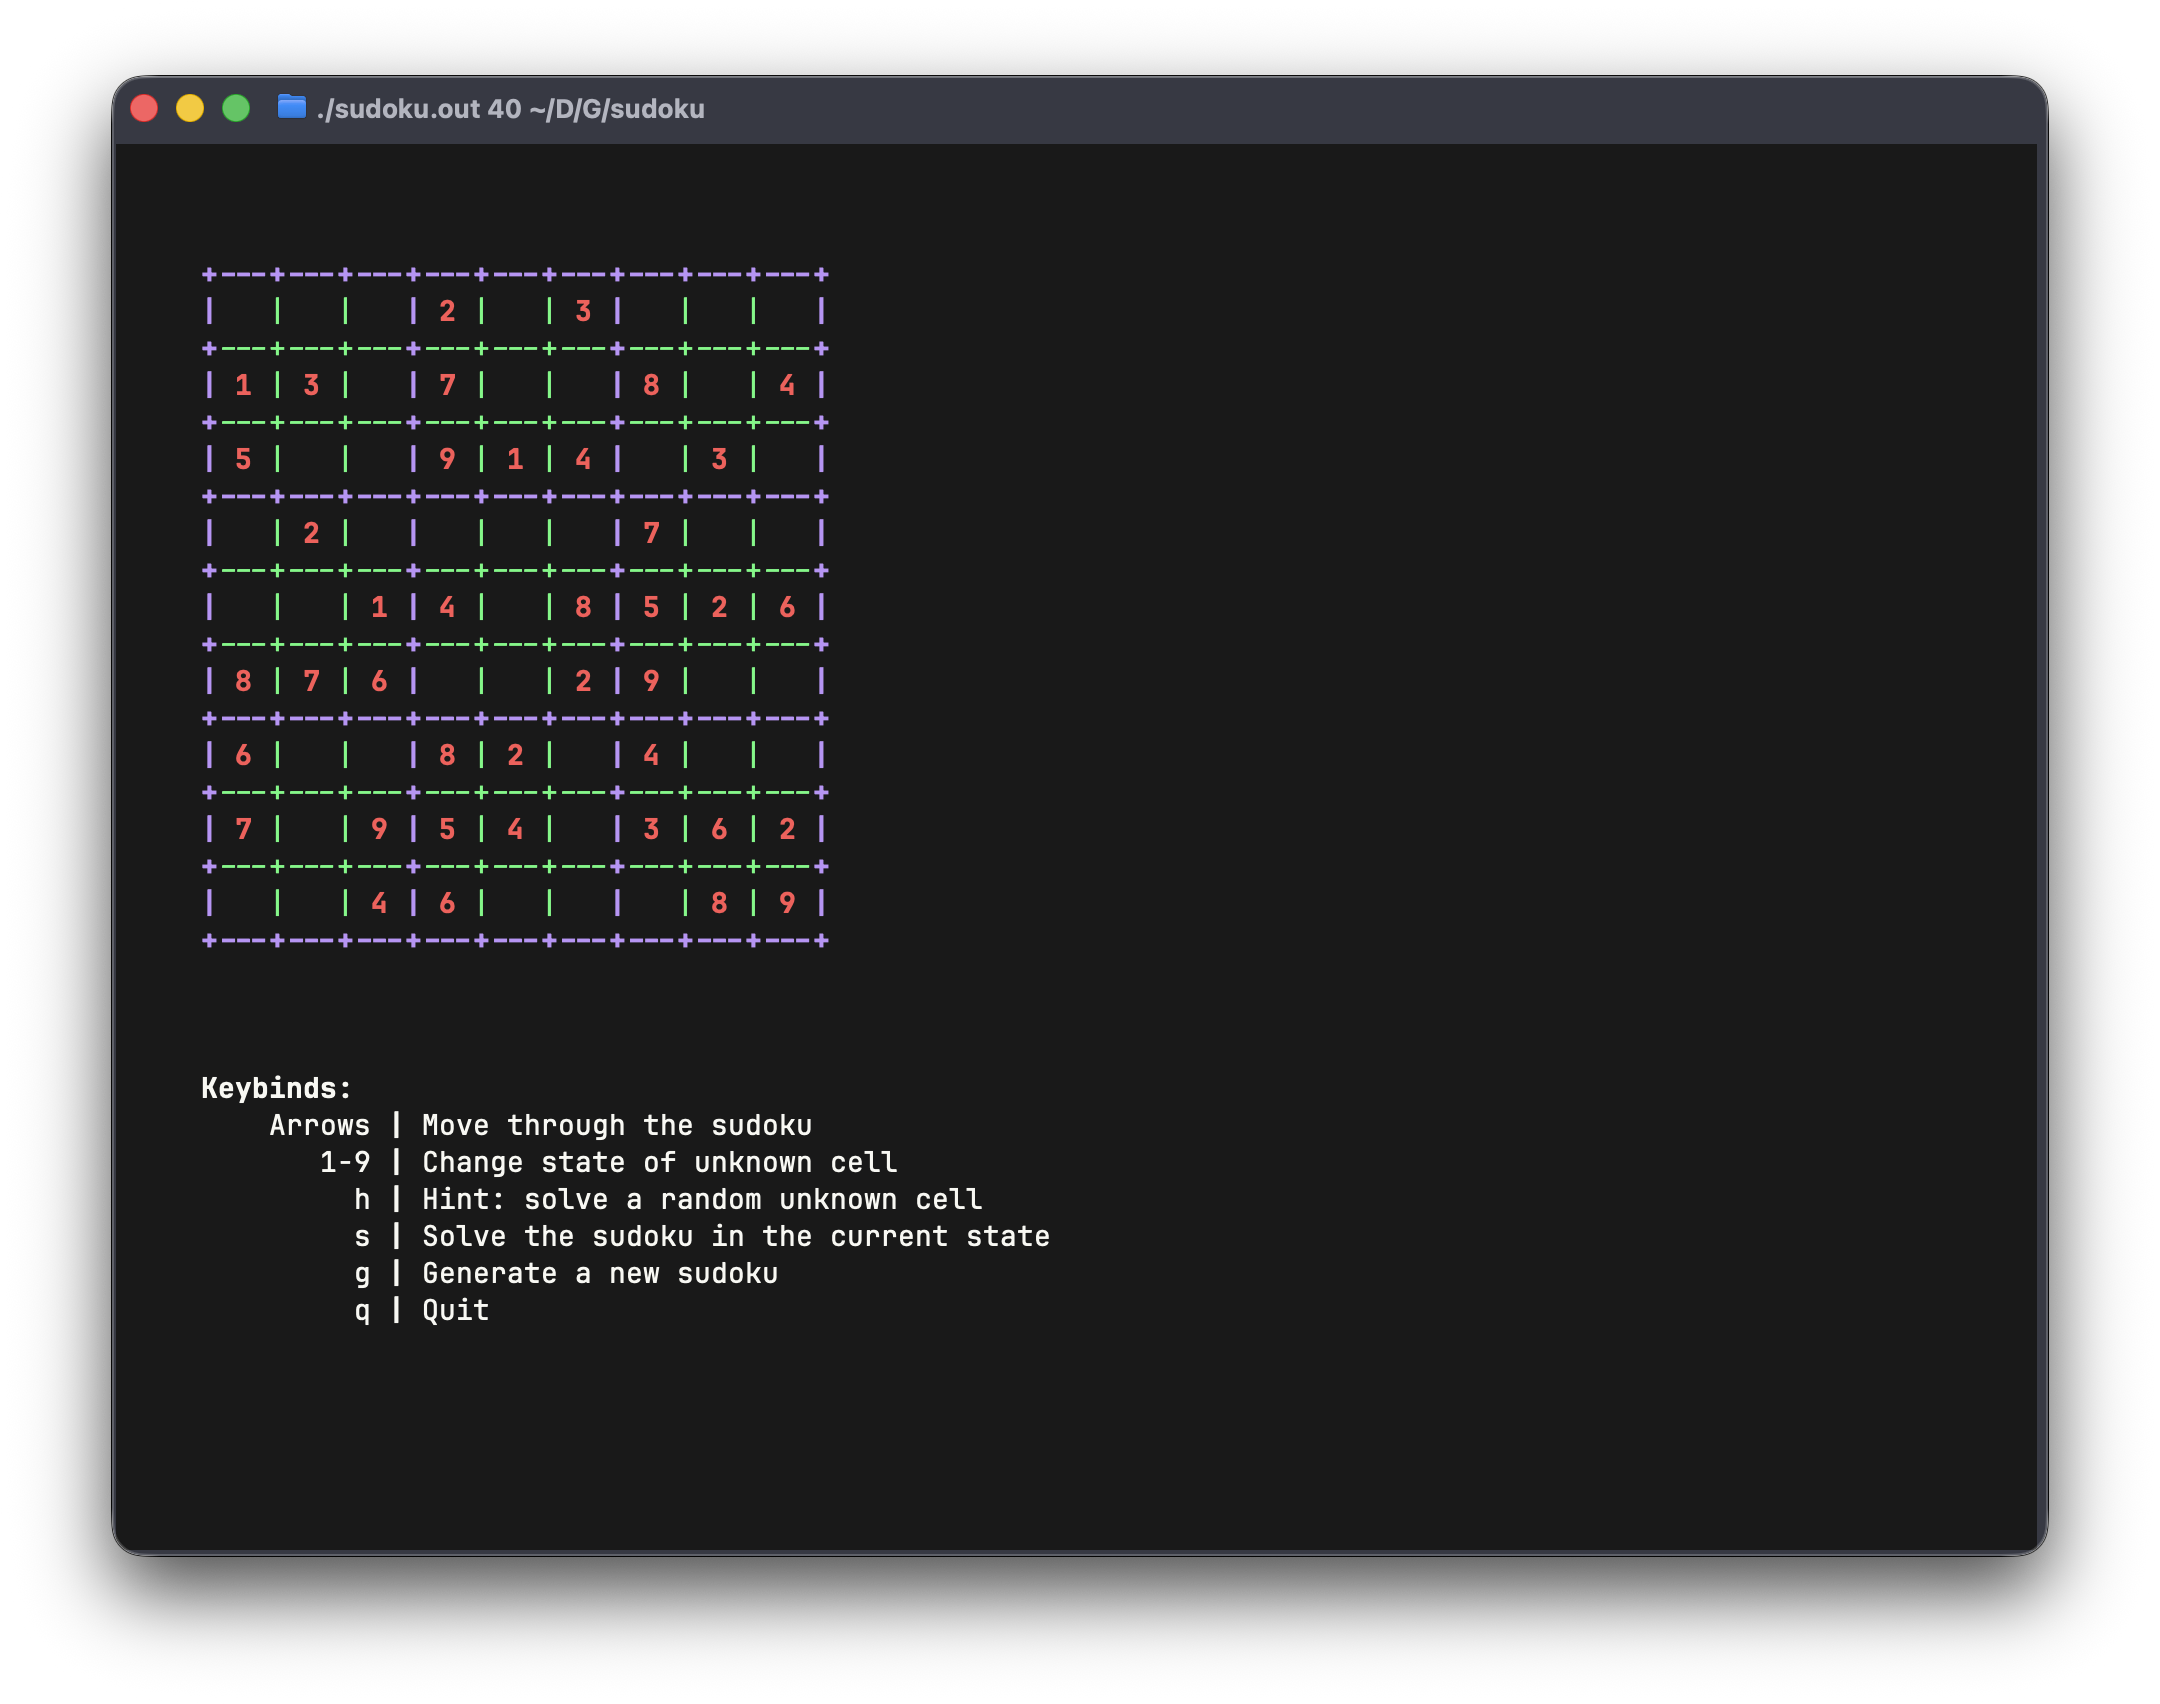 ./sudoku.out 40 ~/D/G/sudoku
+---+---+---+---+---+---+---+---+---+
|   |   |   | 2 |   | 3 |   |   |   |
+---+---+---+---+---+---+---+---+---+
| 1 | 3 |   | 7 |   |   | 8 |   | 4 |
+---+---+---+---+---+---+---+---+---+
| 5 |   |   | 9 | 1 | 4 |   | 3 |   |
+---+---+---+---+---+---+---+---+---+
|   | 2 |   |   |   |   | 7 |   |   |
+---+---+---+---+---+---+---+---+---+
|   |   | 1 | 4 |   | 8 | 5 | 2 | 6 |
+---+---+---+---+---+---+---+---+---+
| 8 | 7 | 6 |   |   | 2 | 9 |   |   |
+---+---+---+---+---+---+---+---+---+
| 6 |   |   | 8 | 2 |   | 4 |   |   |
+---+---+---+---+---+---+---+---+---+
| 7 |   | 9 | 5 | 4 |   | 3 | 6 | 2 |
+---+---+---+---+---+---+---+---+---+
|   |   | 4 | 6 |   |   |   | 8 | 9 |
+---+---+---+---+---+---+---+---+---+
Keybinds:
Arrows | Move through the sudoku
1-9 | Change state of unknown cell
h | Hint: solve a random unknown cell
s | Solve the sudoku in the current state
g | Generate a new sudoku
q | Quit